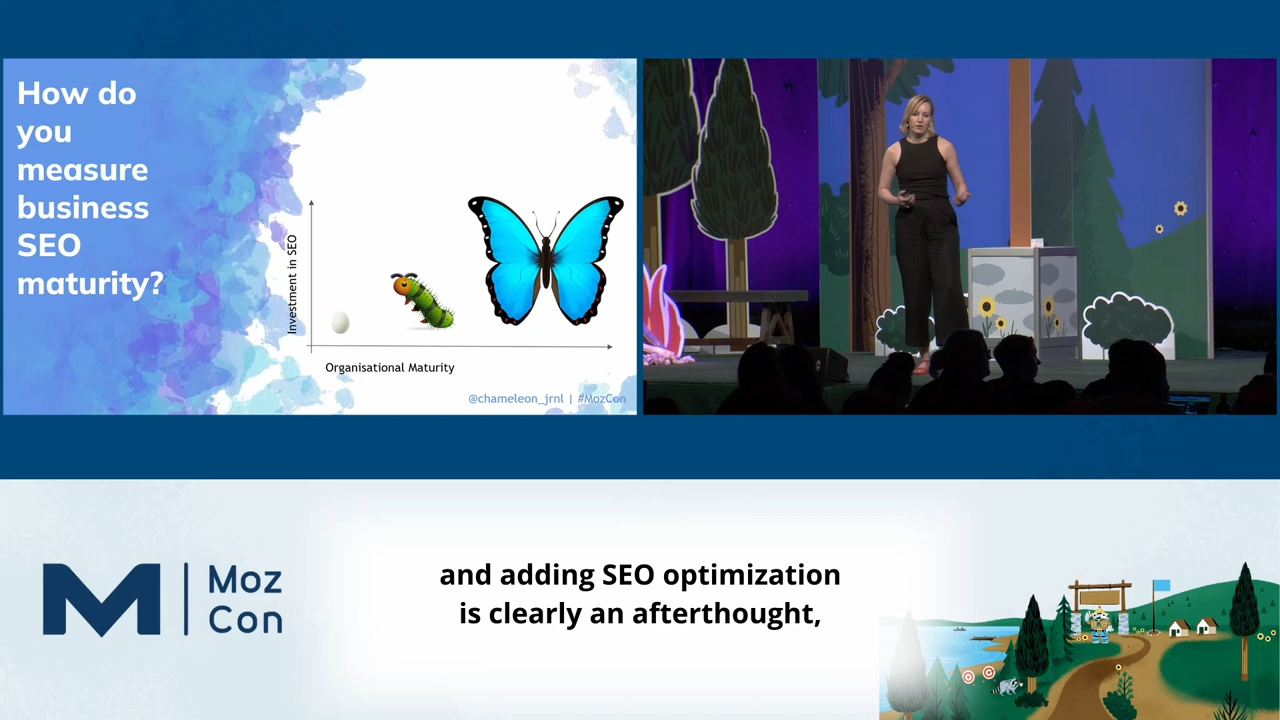 How do
you
measure
business
SEO
maturity?
Investment in SEO
Organisational Maturity
@chameleon_jrnl | #MozCon
Moz
Con
and adding SEO optimization
is clearly an afterthought,